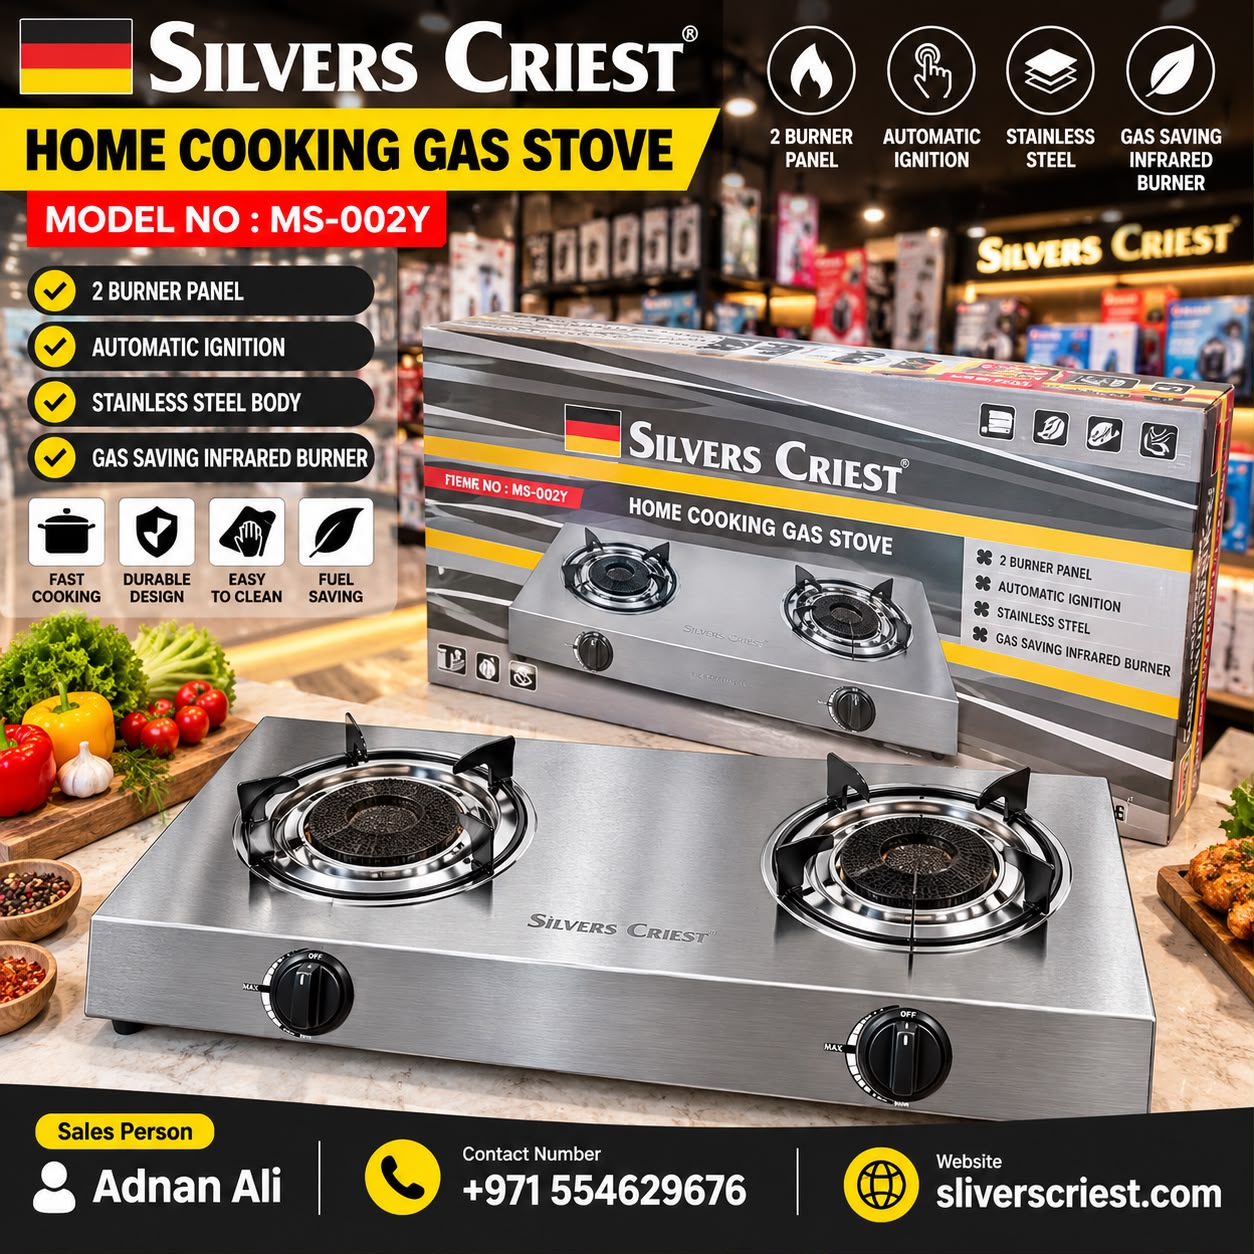 SILVERS CRIEST®
HOME COOKING GAS STOVE
MODEL NO : MS-002Y
2 BURNER PANEL
AUTOMATIC IGNITION
STAINLESS STEEL BODY
GAS SAVING INFRARED BURNER
FAST
COOKING
DURABLE
DESIGN
EASY
TO CLEAN
FUEL
SAVING
2 BURNER
PANEL
AUTOMATIC
IGNITION
STAINLESS
STEEL
GAS SAVING
INFRARED
BURNER
SILVERS CRIEST
SILVERS CRIEST®
FTEMR NO : MS-002Y
HOME COOKING GAS STOVE
2 BURNER PANEL
AUTOMATIC IGNITION
STAINLESS STFEL
GAS SAVING INFRARED BURNER
SILVERS CRIEST
SILVERS CRIEST
OFF
MAX
OFF
MAX
Sales Person
Adnan Ali
Contact Number
+971 554629676
Website
sliverscriest.com